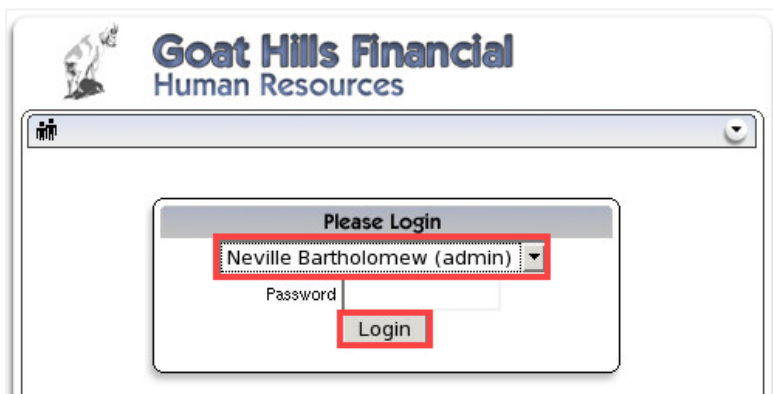 Goat Hills Financial
Human Resources
Please Login
Neville Bartholomew (admin)
Password
Login